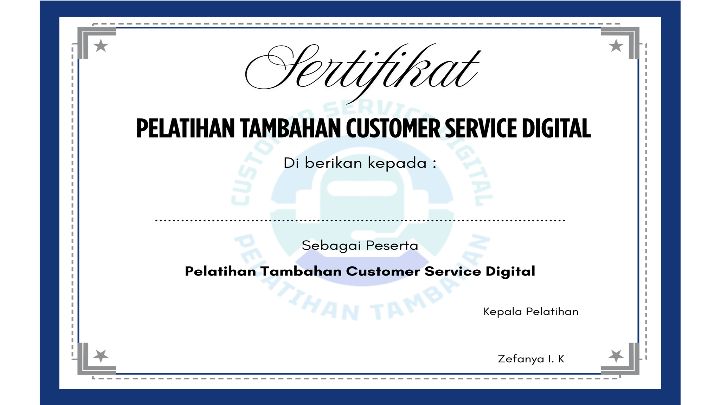 Sertifikat
PELATIHAN TAMBAHAN CUSTOMER SERVICE DIGITAL
CUSTOMER SERVICE DIGITAL
Di berikan kepada :
Sebagai Peserta
Pelatihan Tambahan Customer Service Digital
PELATIHAN TAMBAHAN
Kepala Pelatihan
Zefanya I. K